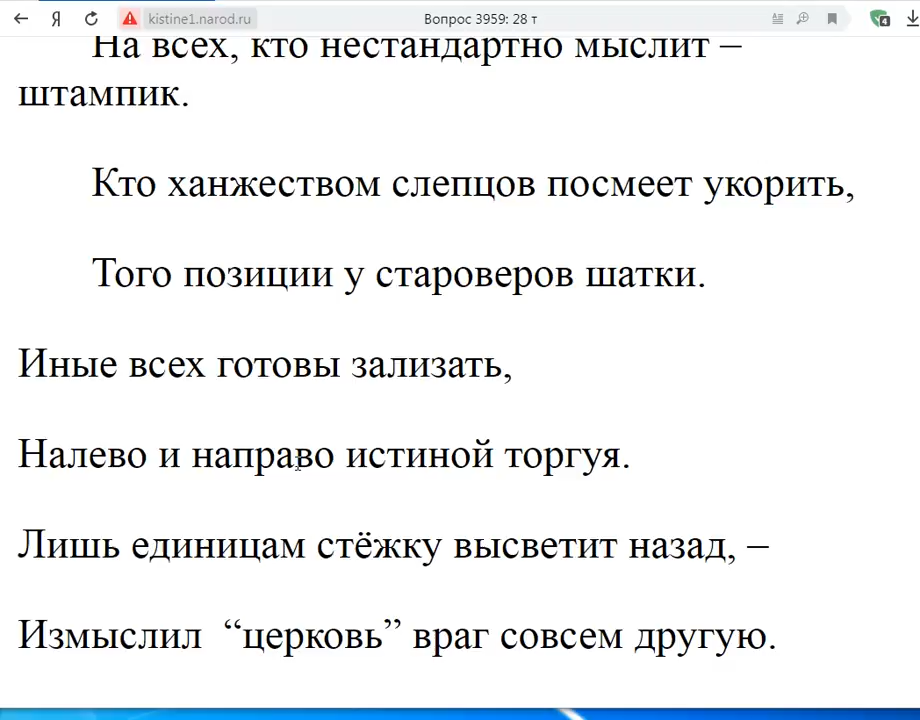 kistine1.narod.ru Вопрос 3959: 28 т
На всех, кто нестандартно мыслит –
штампик.
Кто ханжеством слепцов посмеет укорить,
Того позиции у староверов шатки.
Иные всех готовы зализать,
Налево и направо истиной торгуя.
Лишь единицам стёжку высветит назад, –
Измыслил “церковь” враг совсем другую.